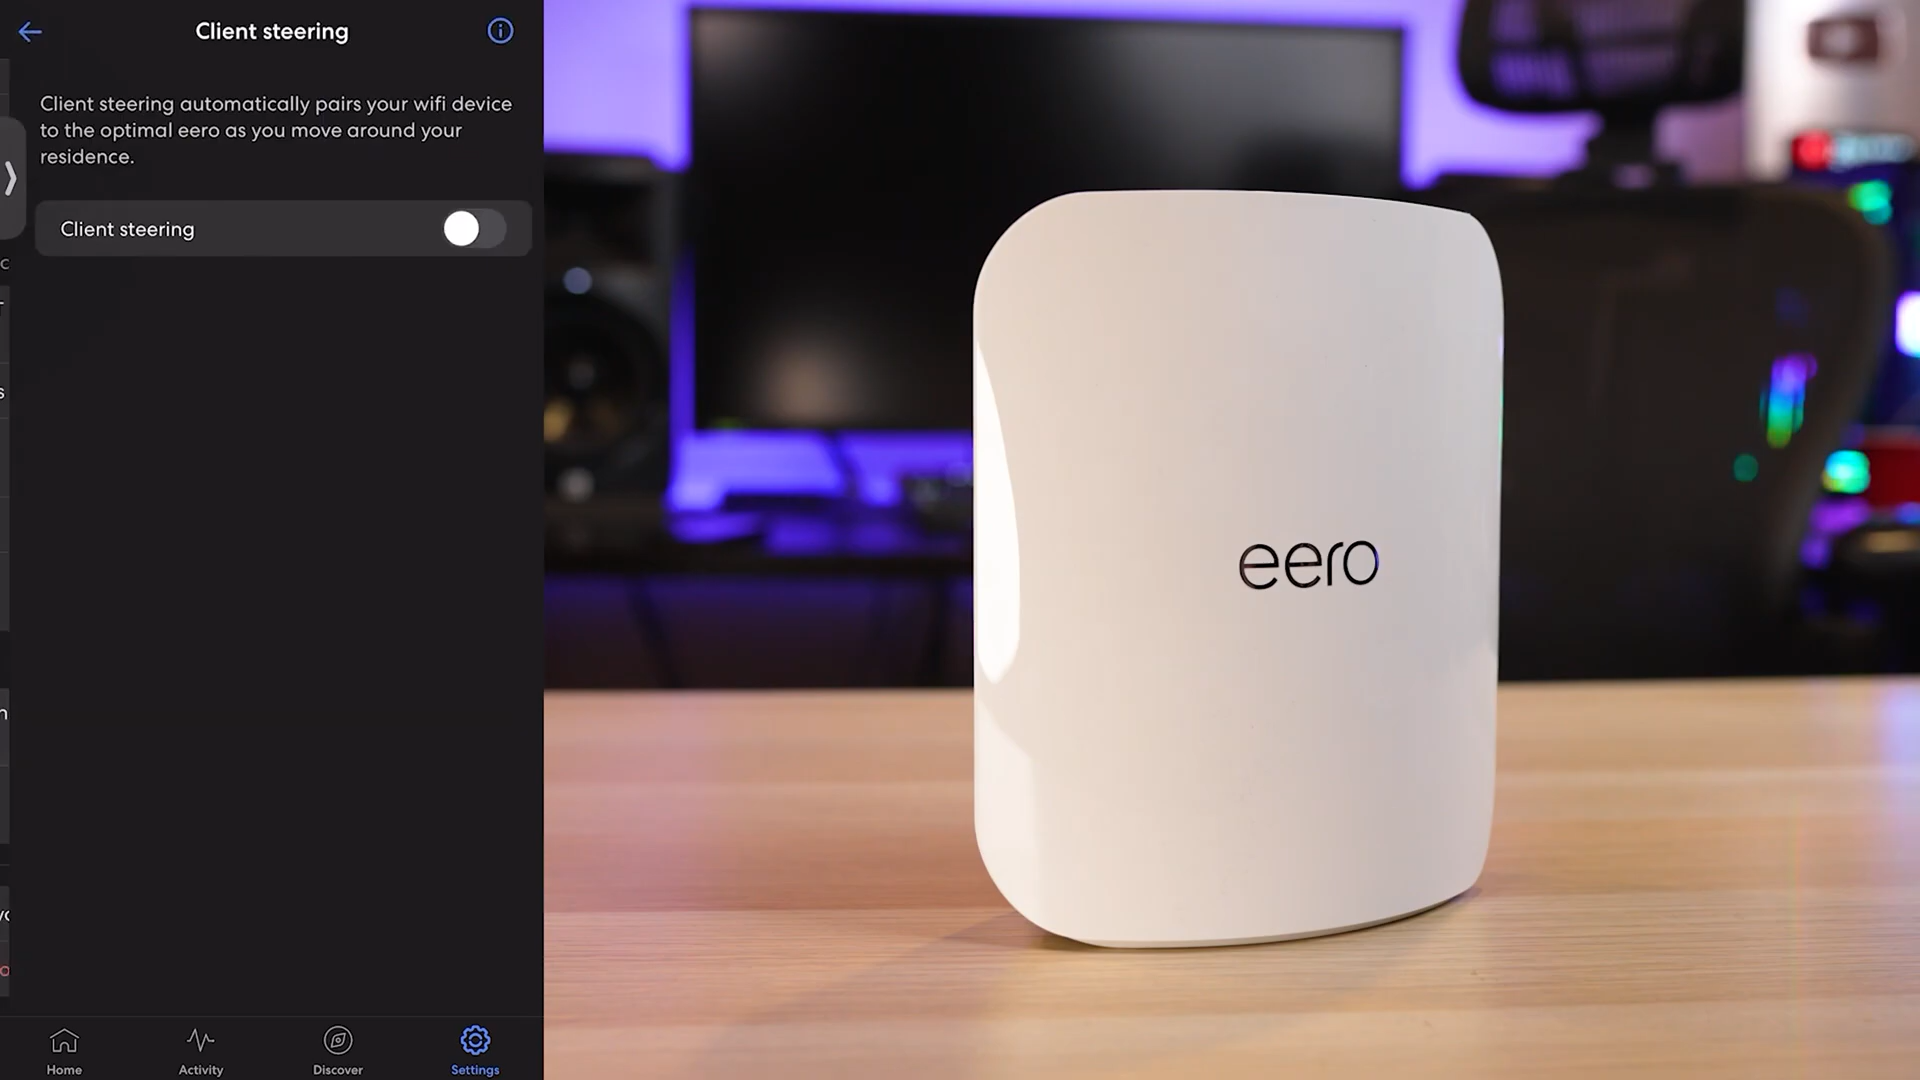 Client steering
Client steering automatically pairs your wifi device
to the optimal eero as you move around your
residence.
Client steering
Home
Activity
Discover
Settings
eero